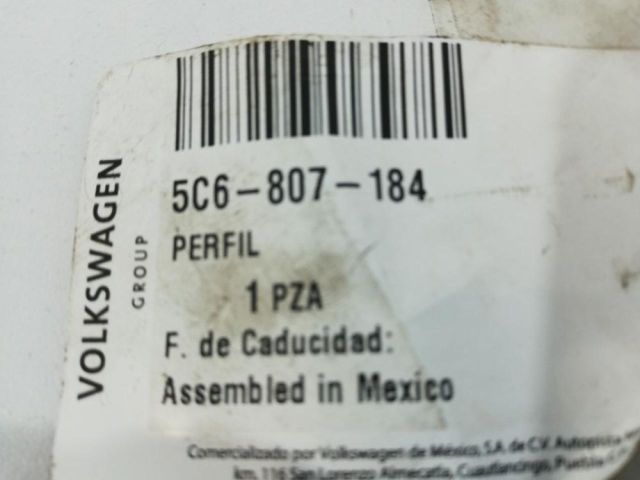 VOLKSWAGEN
GROUP
5C6-807-184
PERFIL
1 PZA
F. de Caducidad:
Assembled in Mexico
Comercializado por Volkswagen de México, S.A. de C.V. Autopista
km. 116 San Lorenzo Almecatla, Cuautlancingo, Puebla